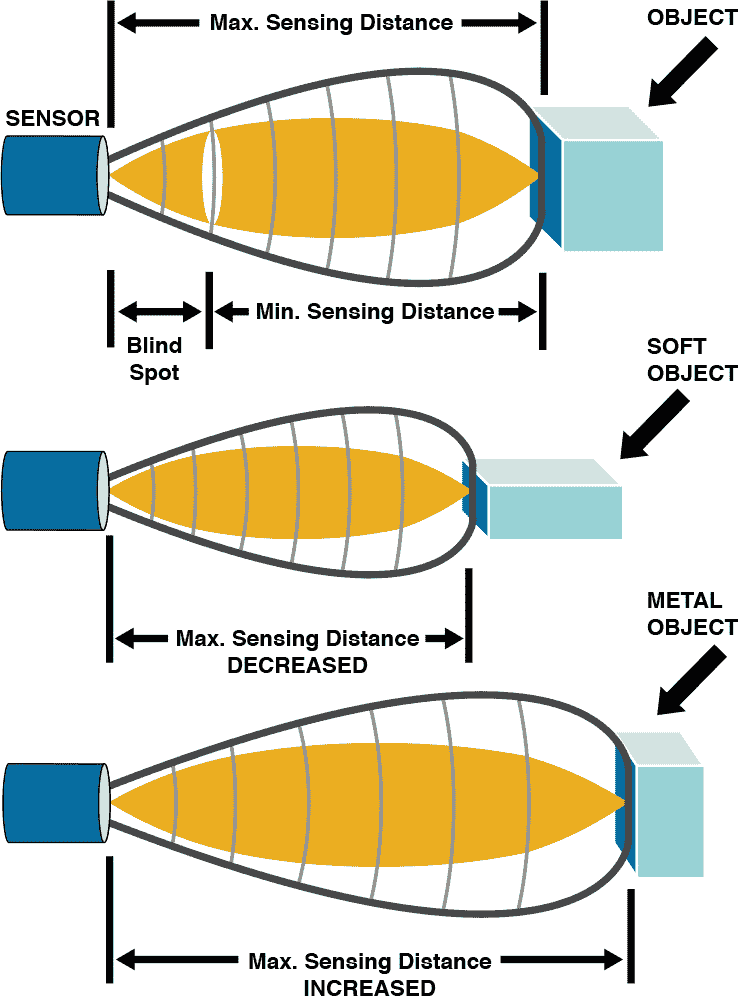 Max. Sensing Distance
OBJECT
SENSOR
Min. Sensing Distance
Blind
Spot
SOFT
OBJECT
Max. Sensing Distance
DECREASED
METAL
OBJECT
Max. Sensing Distance
INCREASED